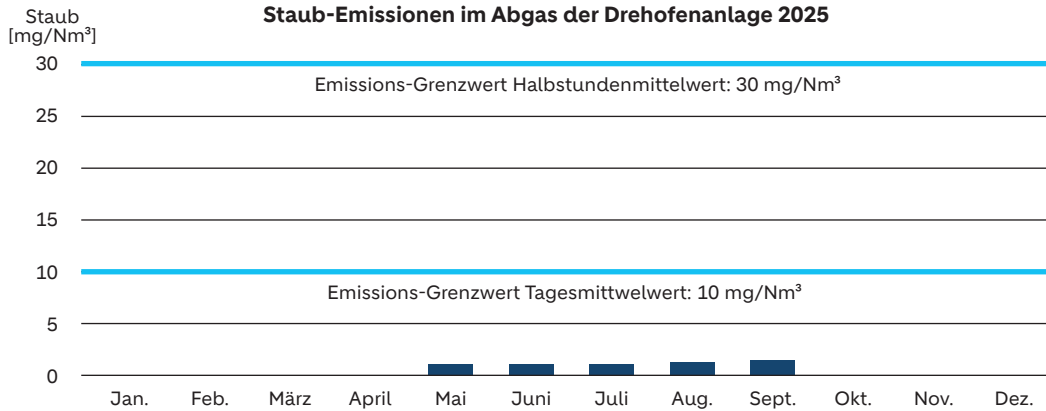 Staub-Emissionen im Abgas der Drehofenanlage 2025
Staub
[mg/Nm³]
30
Emissions-Grenzwert Halbstundenmittelwert: 30 mg/Nm³
25
20
15
10
Emissions-Grenzwert Tagesmittwelwert: 10 mg/Nm³
5
0
Jan. Feb. März April Mai Juni Juli Aug. Sept. Okt. Nov. Dez.